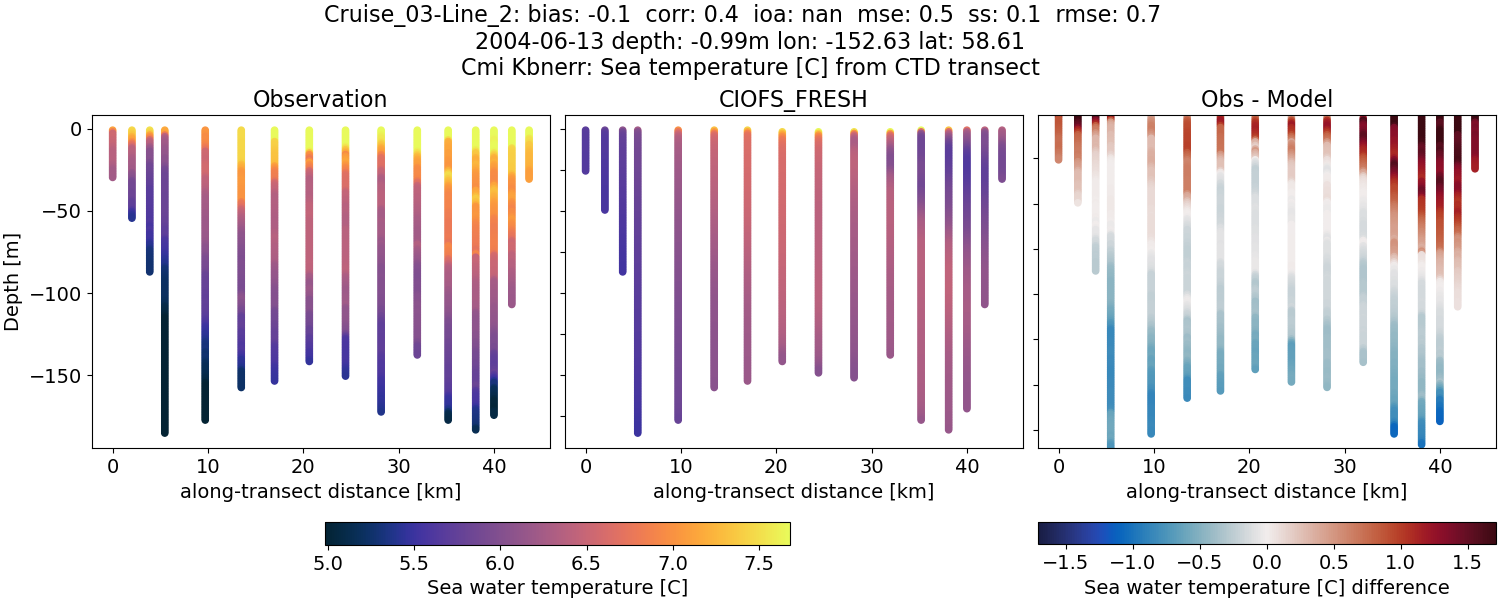 Cruise_03-Line_2: bias: -0.1  corr: 0.4  ioa: nan  mse: 0.5  ss: 0.1  rmse: 0.7
2004-06-13 depth: -0.99m lon: -152.63 lat: 58.61
Cmi Kbnerr: Sea temperature [C] from CTD transect
Observation
CIOFS_FRESH
Obs - Model
Depth [m]
0
−50
−100
−150
0 10 20 30 40
0 10 20 30 40
0 10 20 30 40
along-transect distance [km]
along-transect distance [km]
along-transect distance [km]
5.0 5.5 6.0 6.5 7.0 7.5
Sea water temperature [C]
−1.5 −1.0 −0.5 0.0 0.5 1.0 1.5
Sea water temperature [C] difference